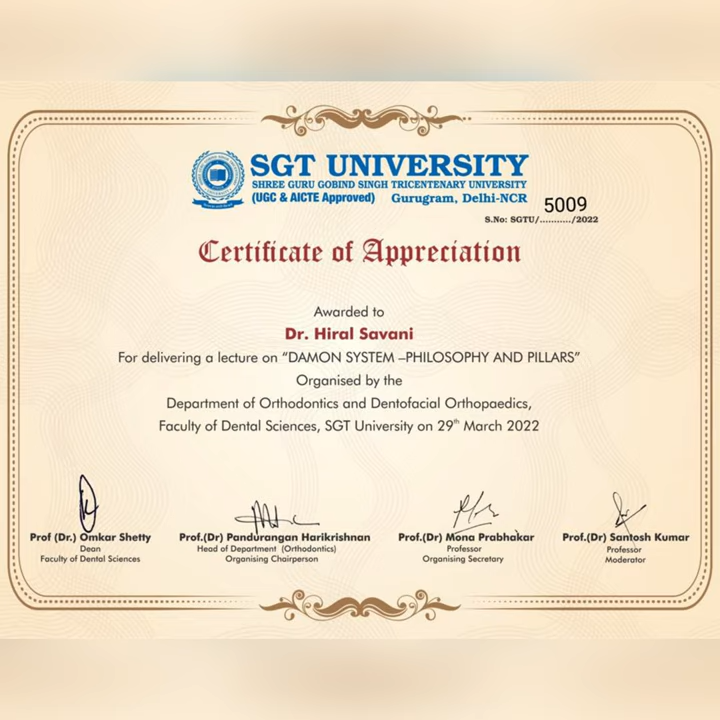 SGT UNIVERSITY
SHREE GURU GOBIND SINGH TRICENTENARY UNIVERSITY
(UGC & AICTE Approved) Gurugram, Delhi-NCR
5009
S.No: SGTU/.........../2022
Certificate of Appreciation
Awarded to
Dr. Hiral Savani
For delivering a lecture on “DAMON SYSTEM –PHILOSOPHY AND PILLARS”
Organised by the
Department of Orthodontics and Dentofacial Orthopaedics,
Faculty of Dental Sciences, SGT University on 29th March 2022
Prof (Dr.) Omkar Shetty
Dean
Faculty of Dental Sciences
Prof.(Dr) Pandurangan Harikrishnan
Head of Department (Orthodontics)
Organising Chairperson
Prof.(Dr) Mona Prabhakar
Professor
Organising Secretary
Prof.(Dr) Santosh Kumar
Professor
Moderator